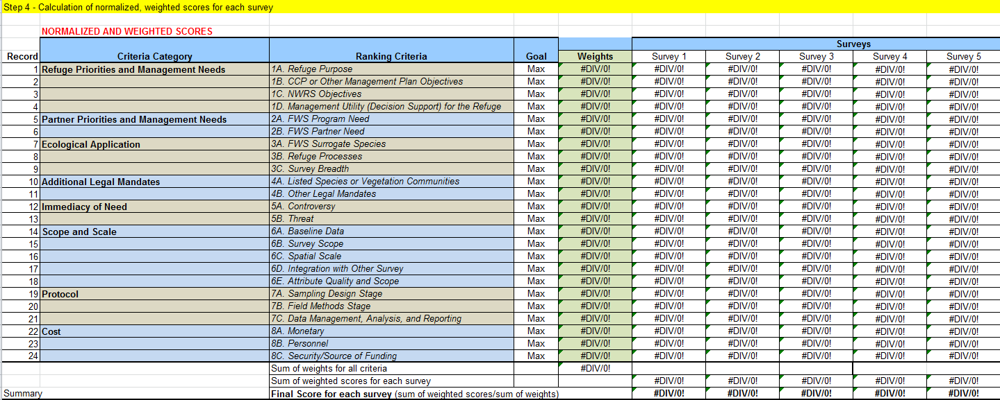 Step 4 - Calculation of normalized, weighted scores for each survey
NORMALIZED AND WEIGHTED SCORES
Surveys
Record Criteria Category Ranking Criteria Goal Weights Survey 1 Survey 2 Survey 3 Survey 4 Survey 5
1 Refuge Priorities and Management Needs 1A. Refuge Purpose Max #DIV/0! #DIV/0! #DIV/0! #DIV/0! #DIV/0! #DIV/0!
2 1B. CCP or Other Management Plan Objectives Max #DIV/0! #DIV/0! #DIV/0! #DIV/0! #DIV/0! #DIV/0!
3 1C. NWRS Objectives Max #DIV/0! #DIV/0! #DIV/0! #DIV/0! #DIV/0! #DIV/0!
4 1D. Management Utility (Decision Support) for the Refuge Max #DIV/0! #DIV/0! #DIV/0! #DIV/0! #DIV/0! #DIV/0!
5 Partner Priorities and Management Needs 2A. FWS Program Need Max #DIV/0! #DIV/0! #DIV/0! #DIV/0! #DIV/0! #DIV/0!
6 2B. FWS Partner Need Max #DIV/0! #DIV/0! #DIV/0! #DIV/0! #DIV/0! #DIV/0!
7 Ecological Application 3A. FWS Surrogate Species Max #DIV/0! #DIV/0! #DIV/0! #DIV/0! #DIV/0! #DIV/0!
8 3B. Refuge Processes Max #DIV/0! #DIV/0! #DIV/0! #DIV/0! #DIV/0! #DIV/0!
9 3C. Survey Breadth Max #DIV/0! #DIV/0! #DIV/0! #DIV/0! #DIV/0! #DIV/0!
10 Additional Legal Mandates 4A. Listed Species or Vegetation Communities Max #DIV/0! #DIV/0! #DIV/0! #DIV/0! #DIV/0! #DIV/0!
11 4B. Other Legal Mandates Max #DIV/0! #DIV/0! #DIV/0! #DIV/0! #DIV/0! #DIV/0!
12 Immediacy of Need 5A. Controversy Max #DIV/0! #DIV/0! #DIV/0! #DIV/0! #DIV/0! #DIV/0!
13 5B. Threat Max #DIV/0! #DIV/0! #DIV/0! #DIV/0! #DIV/0! #DIV/0!
14 Scope and Scale 6A. Baseline Data Max #DIV/0! #DIV/0! #DIV/0! #DIV/0! #DIV/0! #DIV/0!
15 6B. Survey Scope Max #DIV/0! #DIV/0! #DIV/0! #DIV/0! #DIV/0! #DIV/0!
16 6C. Spatial Scale Max #DIV/0! #DIV/0! #DIV/0! #DIV/0! #DIV/0! #DIV/0!
17 6D. Integration with Other Survey Max #DIV/0! #DIV/0! #DIV/0! #DIV/0! #DIV/0! #DIV/0!
18 6E. Attribute Quality and Scope Max #DIV/0! #DIV/0! #DIV/0! #DIV/0! #DIV/0! #DIV/0!
19 Protocol 7A. Sampling Design Stage Max #DIV/0! #DIV/0! #DIV/0! #DIV/0! #DIV/0! #DIV/0!
20 7B. Field Methods Stage Max #DIV/0! #DIV/0! #DIV/0! #DIV/0! #DIV/0! #DIV/0!
21 7C. Data Management, Analysis, and Reporting Max #DIV/0! #DIV/0! #DIV/0! #DIV/0! #DIV/0! #DIV/0!
22 Cost 8A. Monetary Max #DIV/0! #DIV/0! #DIV/0! #DIV/0! #DIV/0! #DIV/0!
23 8B. Personnel Max #DIV/0! #DIV/0! #DIV/0! #DIV/0! #DIV/0! #DIV/0!
24 8C. Security/Source of Funding Max #DIV/0! #DIV/0! #DIV/0! #DIV/0! #DIV/0! #DIV/0!
Sum of weights for all criteria #DIV/0!
Sum of weighted scores for each survey #DIV/0! #DIV/0! #DIV/0! #DIV/0! #DIV/0!
Summary Final Score for each survey (sum of weighted scores/sum of weights) #DIV/0! #DIV/0! #DIV/0! #DIV/0! #DIV/0!